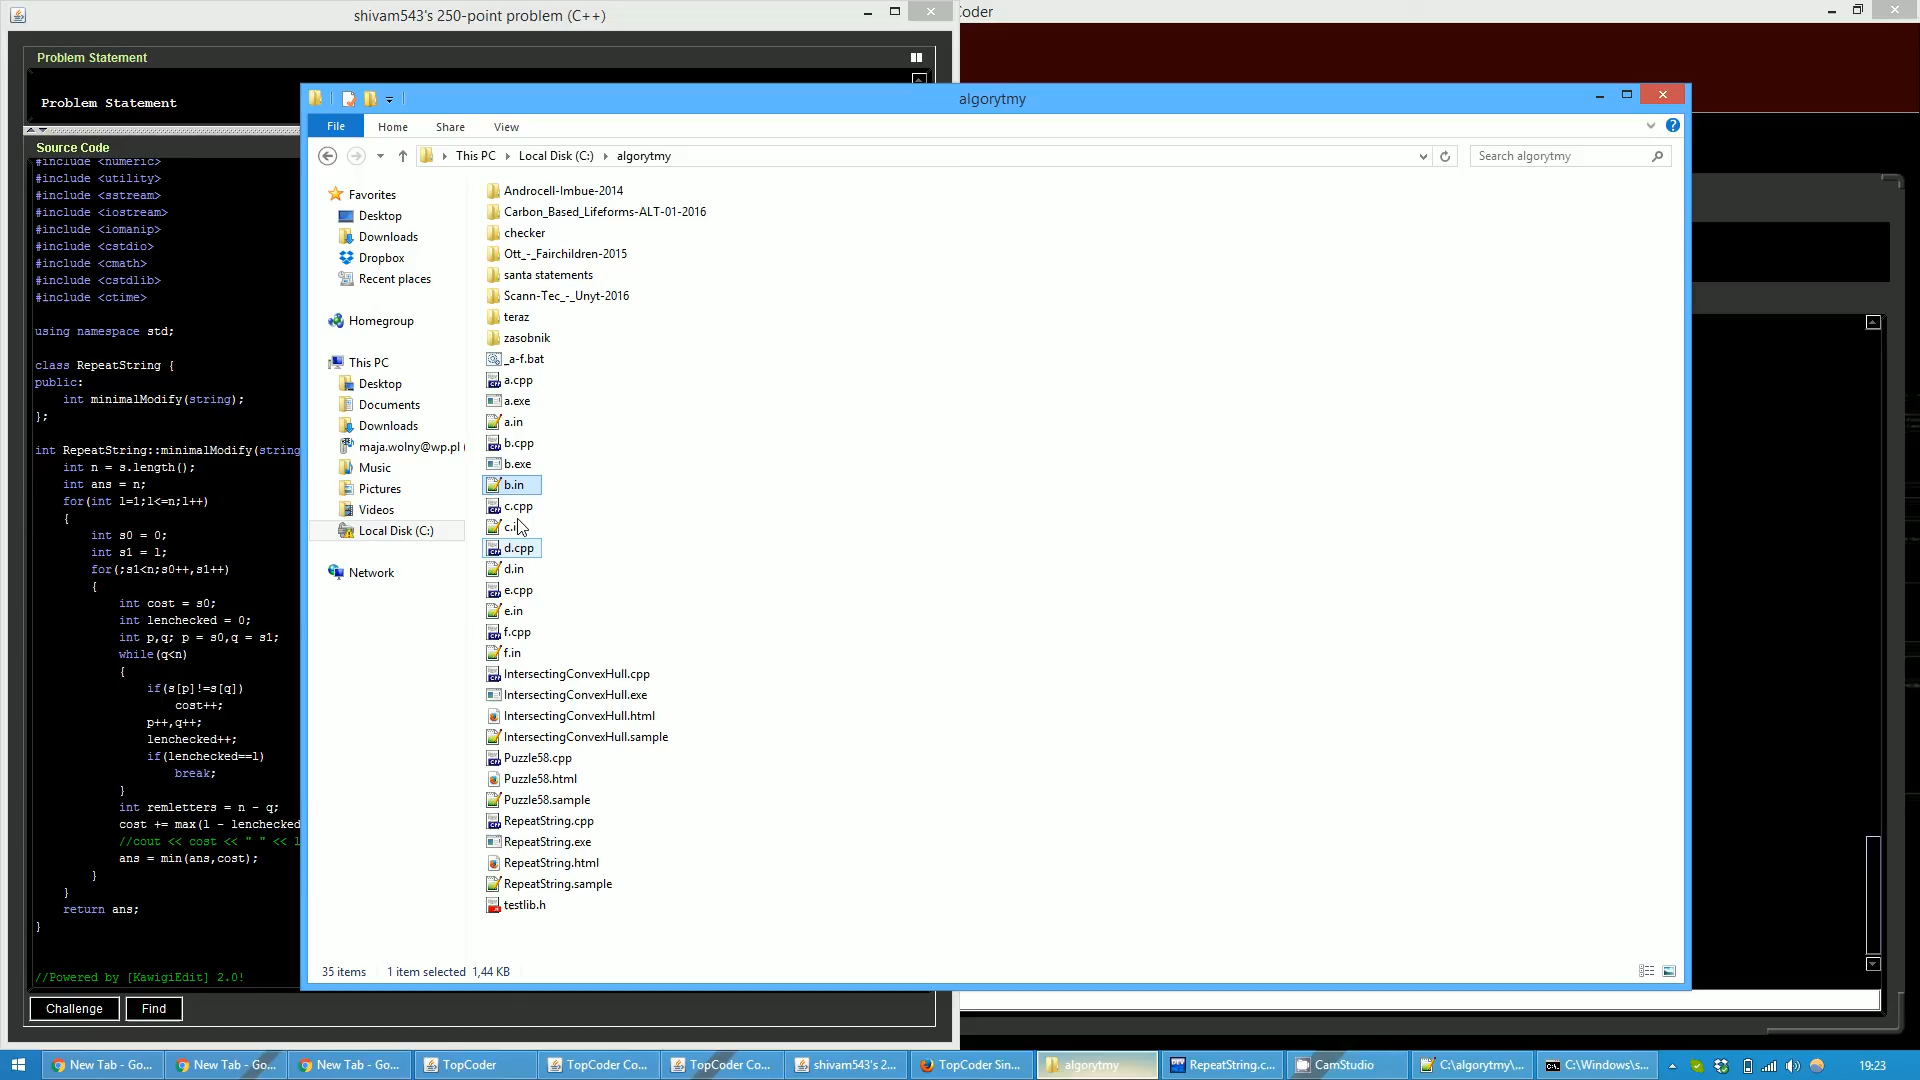 shivam543's 250-point problem (C++)
Coder
Problem Statement
Problem Statement
Source Code
#include <numeric>
#include <utility>
#include <sstream>
#include <iostream>
#include <iomanip>
#include <cstdio>
#include <cmath>
#include <cstdlib>
#include <ctime>
using namespace std;
class RepeatString {
public:
int minimalModify(string);
};
int RepeatString::minimalModify(string
int n = s.length();
int ans = n;
for(int l=1;l<=n;l++)
{
int s0 = 0;
int s1 = l;
for(;s1<n;s0++,s1++)
{
int cost = s0;
int lenchecked = 0;
int p,q; p = s0,q = s1;
while(q<n)
{
if(s[p]!=s[q])
cost++;
p++,q++;
lenchecked++;
if(lenchecked==l)
break;
}
int remletters = n - q;
cost += max(l - lenchecked
//cout << cost << " " << l
ans = min(ans,cost);
}
}
return ans;
}
//Powered by [KawigiEdit] 2.0!
Challenge
Find
algorytmy
File
Home
Share
View
This PC
Local Disk (C:)
algorytmy
Search algorytmy
Favorites
Desktop
Downloads
Dropbox
Recent places
Homegroup
This PC
Desktop
Documents
Downloads
maja.wolny@wp.pl (
Music
Pictures
Videos
Local Disk (C:)
Network
Androcell-Imbue-2014
Carbon_Based_Lifeforms-ALT-01-2016
checker
Ott_-_Fairchildren-2015
santa statements
Scann-Tec_-_Unyt-2016
teraz
zasobnik
_a-f.bat
a.cpp
a.exe
a.in
b.cpp
b.exe
b.in
c.cpp
d.cpp
d.in
e.cpp
e.in
f.cpp
f.in
IntersectingConvexHull.cpp
IntersectingConvexHull.exe
IntersectingConvexHull.html
IntersectingConvexHull.sample
Puzzle58.cpp
Puzzle58.html
Puzzle58.sample
RepeatString.cpp
RepeatString.exe
RepeatString.html
RepeatString.sample
testlib.h
35 items
1 item selected
1,44 KB
New Tab - Go...
New Tab - Go...
New Tab - Go...
TopCoder
TopCoder Co...
TopCoder Co...
shivam543's 2...
TopCoder Sin...
algorytmy
RepeatString.c...
CamStudio
C:\algorytmy\...
C:\Windows\s...
19:23